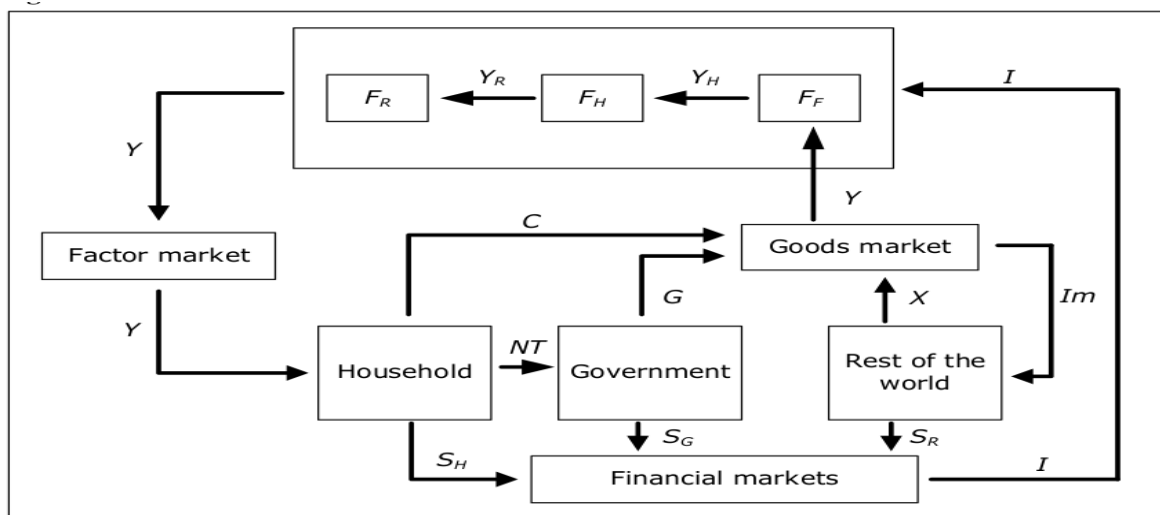 Y_R Y_H I
F_R F_H F_F
Y
C Y
Factor market Goods market
G X Im
Y
NT
Household Government Rest of the
world
S_H S_G S_R
Financial markets I